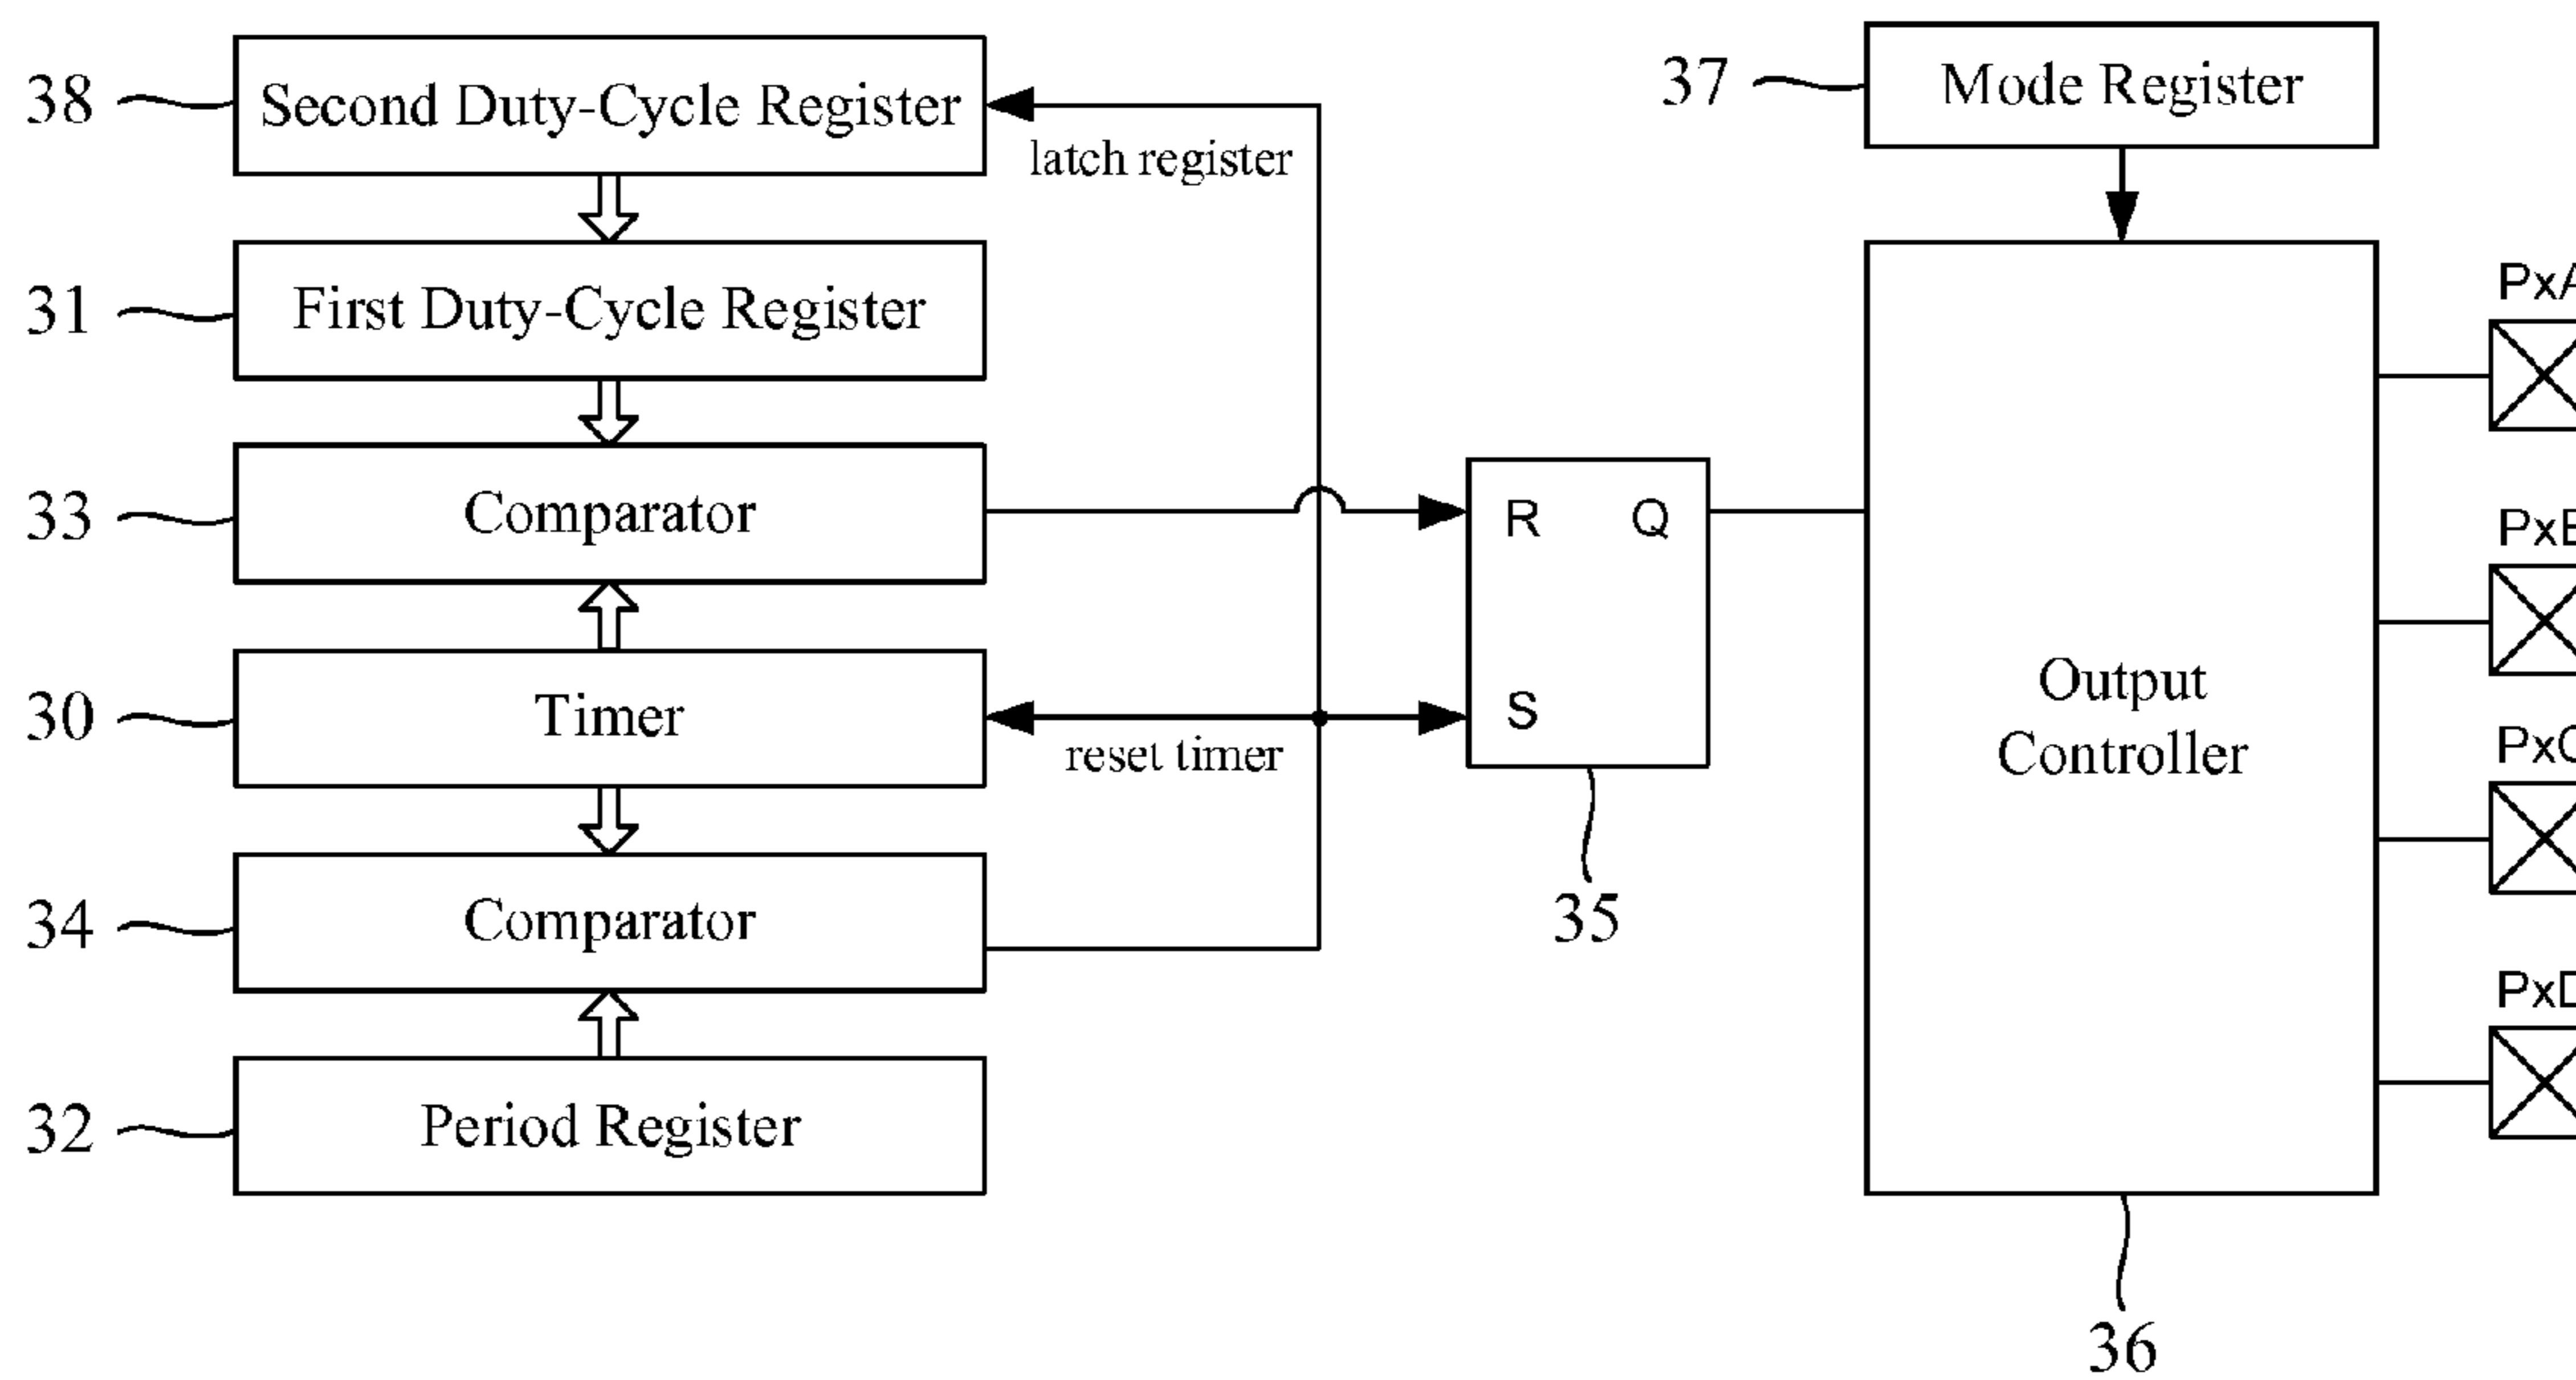 38
Second Duty-Cycle Register
latch register
37
Mode Register
31
First Duty-Cycle Register
33
Comparator
R Q
S
30
Timer
reset timer
34
Comparator
35
32
Period Register
Output
Controller
36
PxA